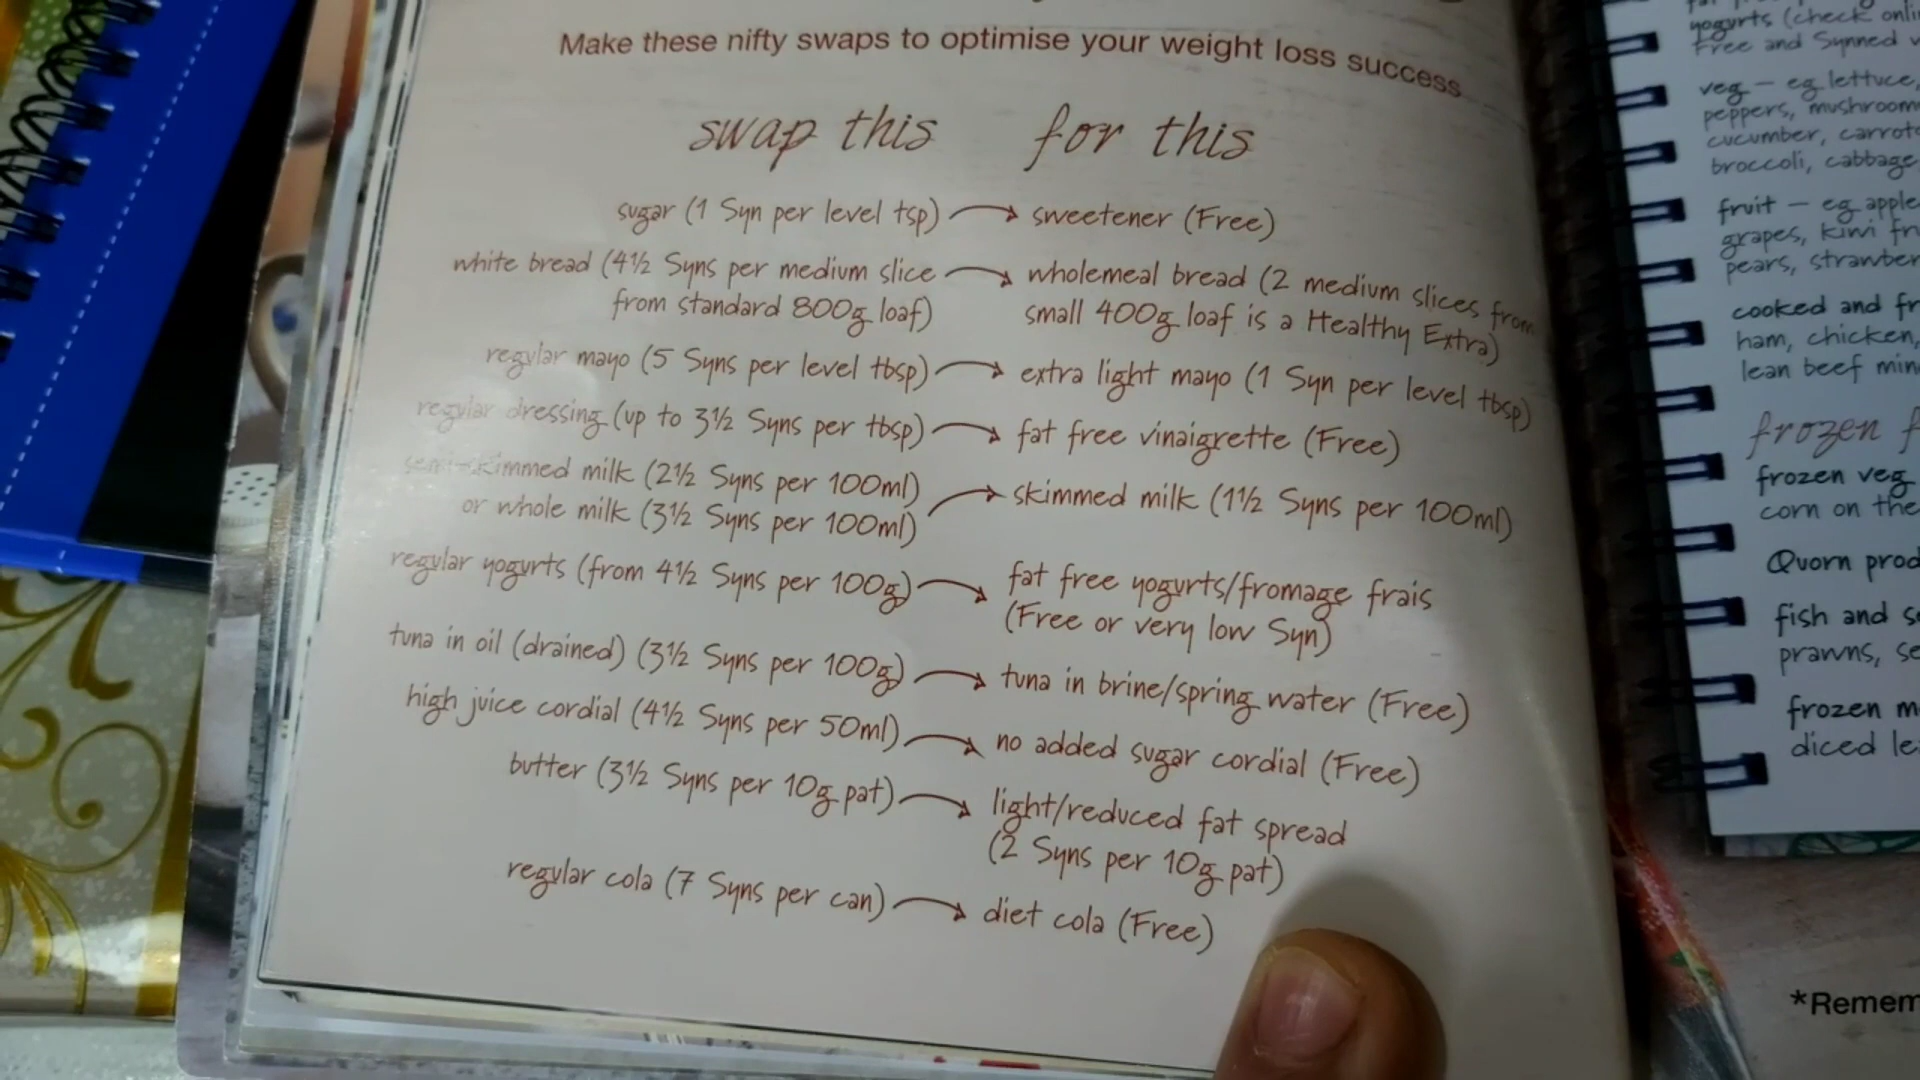 Make these nifty swaps to optimise your weight loss success
swap this for this
sugar (1 Syn per level tsp) → sweetener (Free)
white bread (4½ Syns per medium slice → wholemeal bread (2 medium slices from
from standard 800g loaf) small 400g loaf is a Healthy Extra)
regular mayo (5 Syns per level tbsp) → extra light mayo (1 Syn per level tbsp)
regular dressing (up to 3½ Syns per tbsp) → fat free vinaigrette (Free)
semi-skimmed milk (2½ Syns per 100ml)
or whole milk (3½ Syns per 100ml) → skimmed milk (1½ Syns per 100ml)
regular yogurts (from 4½ Syns per 100g) → fat free yogurts/fromage frais
(Free or very low Syn)
tuna in oil (drained) (3½ Syns per 100g) → tuna in brine/spring water (Free)
high juice cordial (4½ Syns per 50ml) → no added sugar cordial (Free)
butter (3½ Syns per 10g pat) → light/reduced fat spread
(2 Syns per 10g pat)
regular cola (7 Syns per can) → diet cola (Free)
yogurts (check onli
Free and Synned v
veg – eg lettuce,
peppers, mushroom
cucumber, carrot
broccoli, cabbage
fruit – eg apple
grapes, kiwi fr
pears, strawber
cooked and fr
ham, chicken,
lean beef min
frozen f
frozen veg
corn on the
Quorn prod
fish and se
prawns, se
frozen m
diced le
*Remem